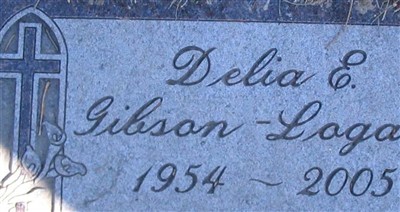 Delia E.
Gibson-Loga
1954 ~ 2005